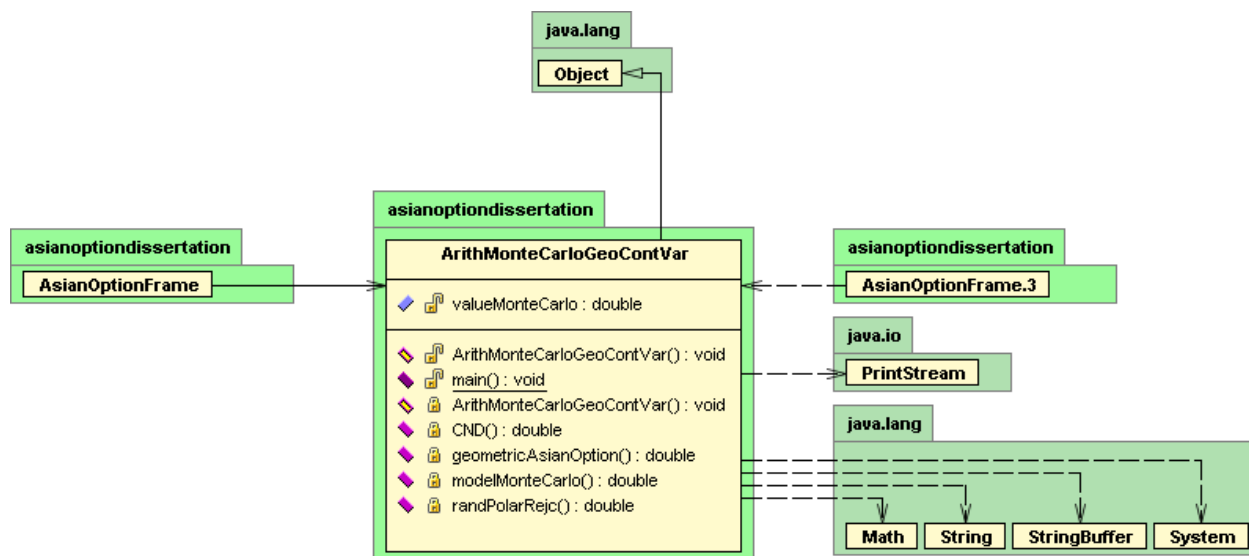 java.lang
Object
asianoptiondissertation
asianoptiondissertation
AsianOptionFrame
ArithMonteCarloGeoContVar
valueMonteCarlo : double
ArithMonteCarloGeoContVar() : void
main() : void
ArithMonteCarloGeoContVar() : void
CND() : double
geometricAsianOption() : double
modelMonteCarlo() : double
randPolarRejc() : double
asianoptiondissertation
AsianOptionFrame.3
java.io
PrintStream
java.lang
Math String StringBuffer System